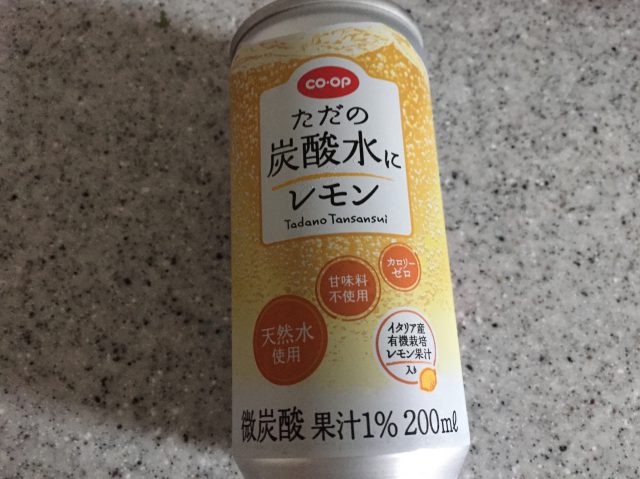 CO·OP
ただの
炭酸水に
レモン
Tadano Tansansui
カロリー
ゼロ
甘味料
不使用
天然水
使用
イタリア産
有機栽培
レモン果汁
入り
微炭酸 果汁1% 200ml